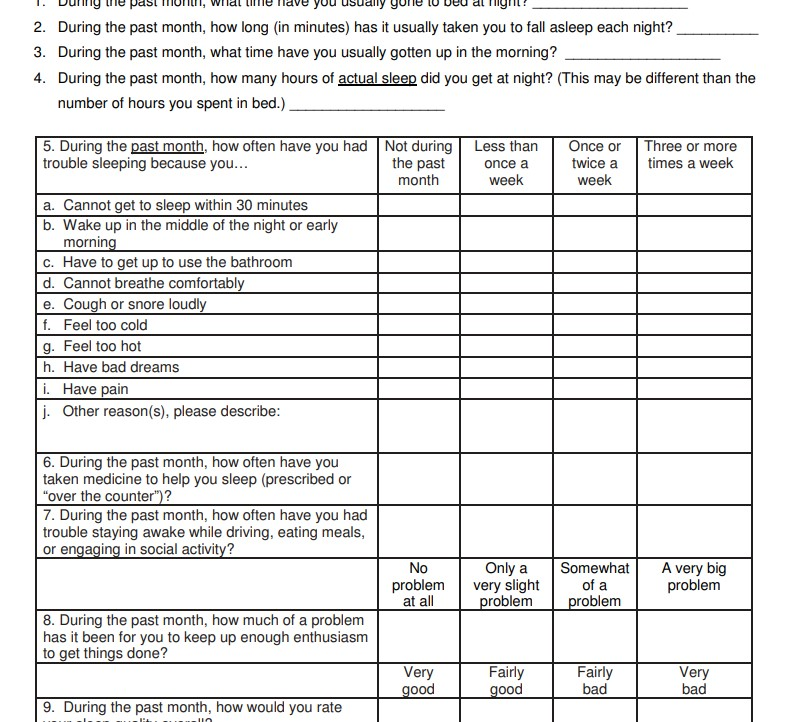 1. During the past month, what time have you usually gone to bed at night? ___________________
2. During the past month, how long (in minutes) has it usually taken you to fall asleep each night? __________
3. During the past month, what time have you usually gotten up in the morning? ___________________
4. During the past month, how many hours of actual sleep did you get at night? (This may be different than the
number of hours you spent in bed.) ___________________
5. During the past month, how often have you had
trouble sleeping because you…
Not during
the past
month
Less than
once a
week
Once or
twice a
week
Three or more
times a week
a. Cannot get to sleep within 30 minutes
b. Wake up in the middle of the night or early
morning
c. Have to get up to use the bathroom
d. Cannot breathe comfortably
e. Cough or snore loudly
f. Feel too cold
g. Feel too hot
h. Have bad dreams
i. Have pain
j. Other reason(s), please describe:
6. During the past month, how often have you
taken medicine to help you sleep (prescribed or
“over the counter”)?
7. During the past month, how often have you had
trouble staying awake while driving, eating meals,
or engaging in social activity?
No
problem
at all
Only a
very slight
problem
Somewhat
of a
problem
A very big
problem
8. During the past month, how much of a problem
has it been for you to keep up enough enthusiasm
to get things done?
Very
good
Fairly
good
Fairly
bad
Very
bad
9. During the past month, how would you rate
your sleep quality overall?